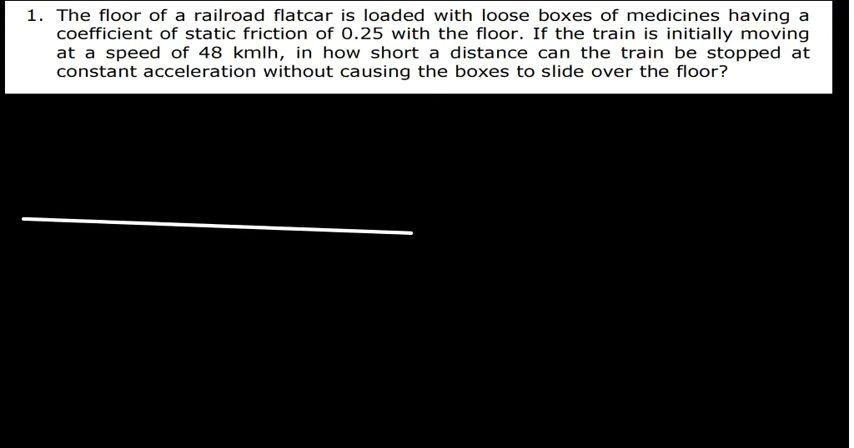 1. The floor of a railroad flatcar is loaded with loose boxes of medicines having a
coefficient of static friction of 0.25 with the floor. If the train is initially moving
at a speed of 48 kmlh, in how short a distance can the train be stopped at
constant acceleration without causing the boxes to slide over the floor?